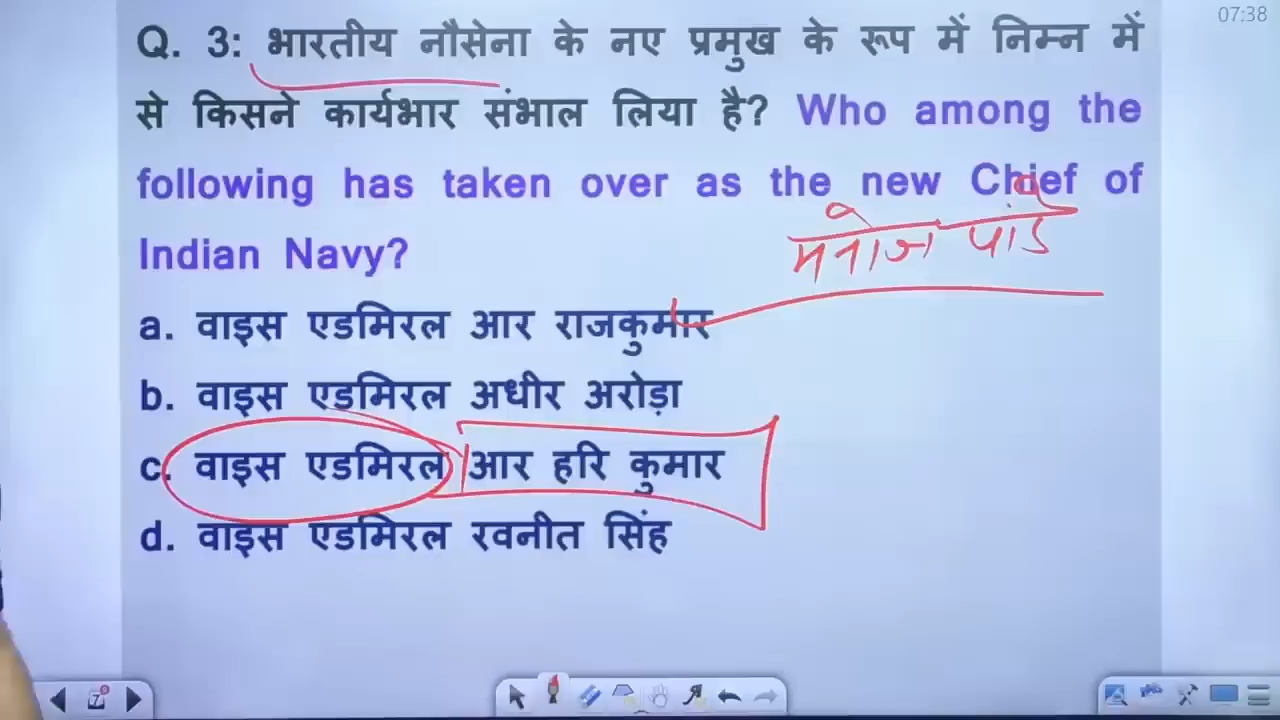 07:38
Q. 3: भारतीय नौसेना के नए प्रमुख के रूप में निम्न में
से किसने कार्यभार संभाल लिया है? Who among the
following has taken over as the new Chief of
Indian Navy?
मनोज पांडे
a. वाइस एडमिरल आर राजकुमार
b. वाइस एडमिरल अधीर अरोड़ा
c. वाइस एडमिरल आर हरि कुमार
d. वाइस एडमिरल रवनीत सिंह